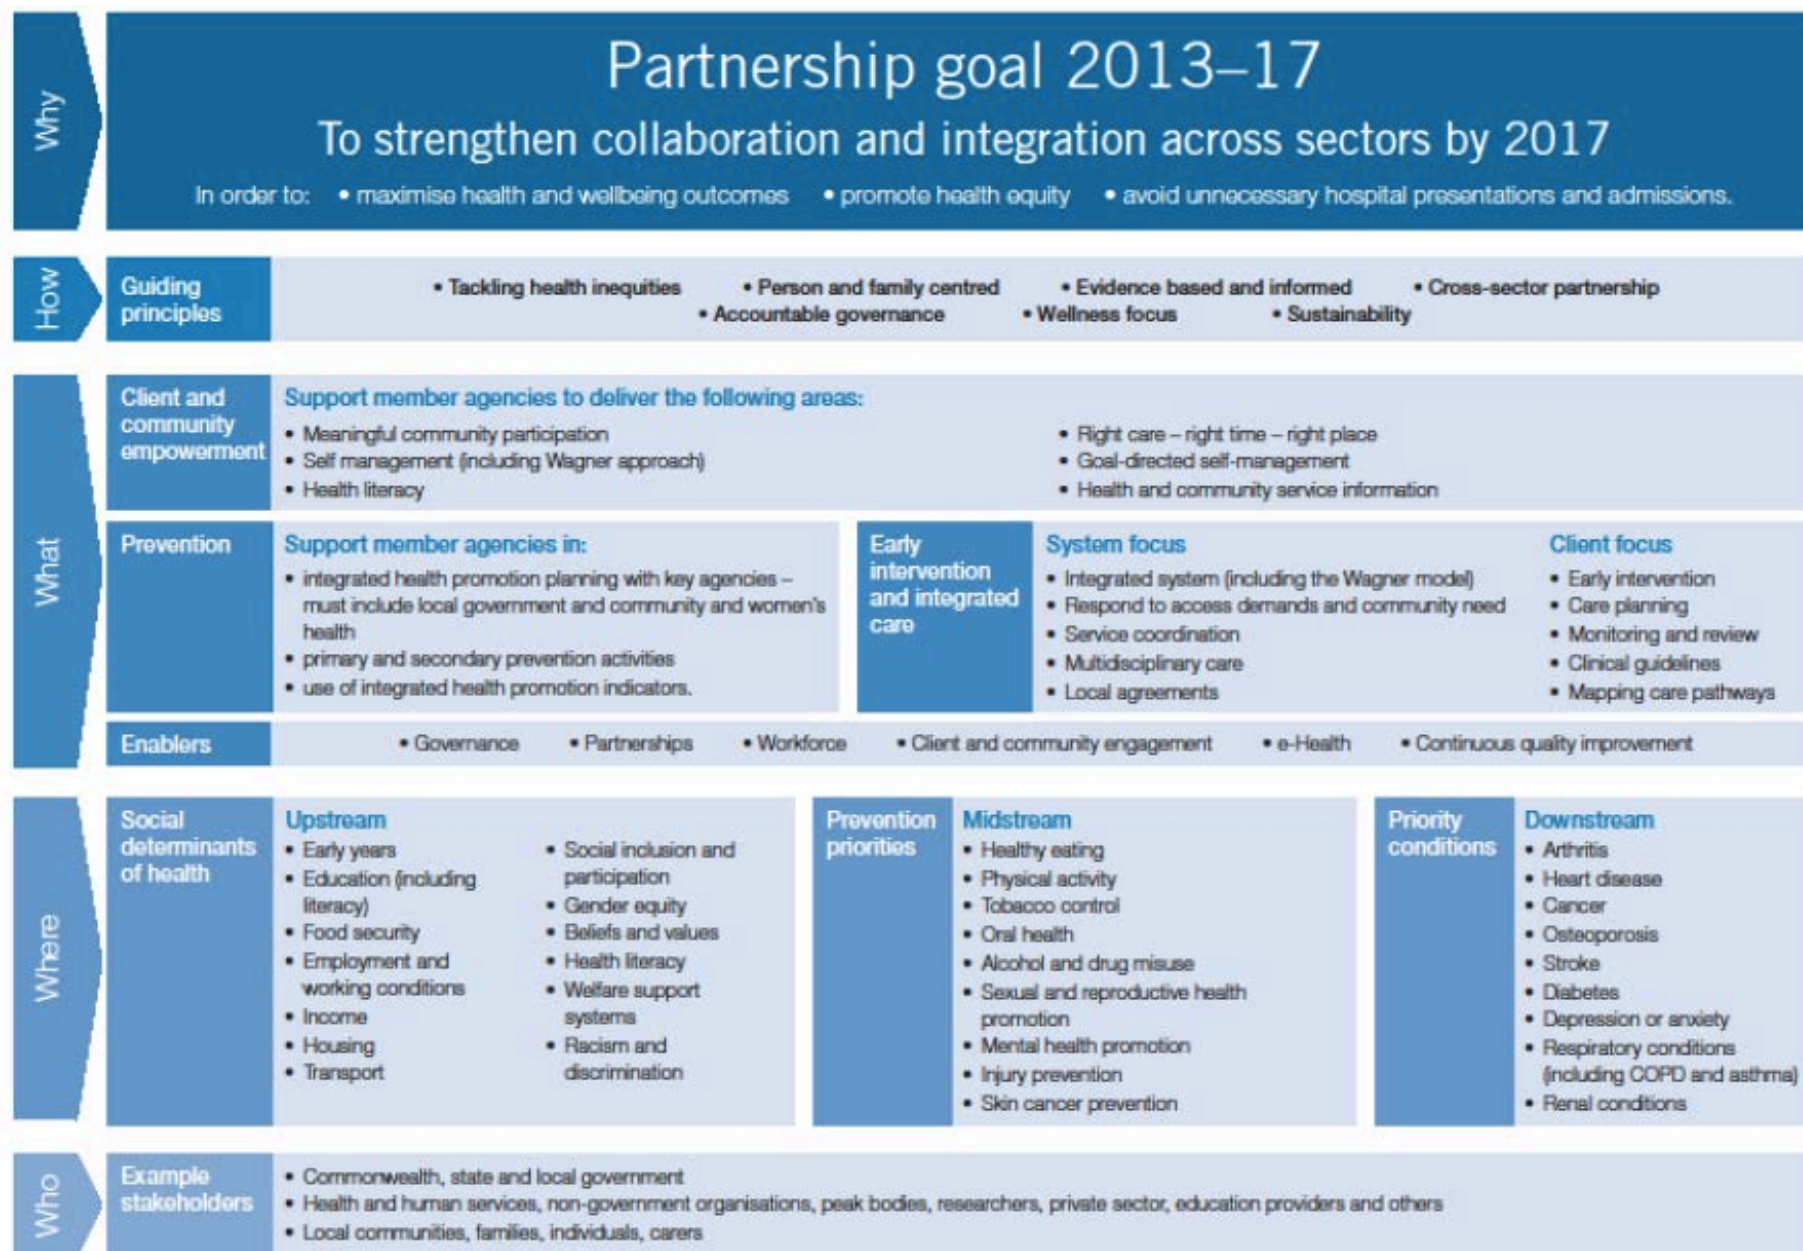 Why
Partnership goal 2013–17
To strengthen collaboration and integration across sectors by 2017
In order to: • maximise health and wellbeing outcomes • promote health equity • avoid unnecessary hospital presentations and admissions.
How
Guiding
principles
• Tackling health inequities • Person and family centred • Evidence based and informed • Cross-sector partnership
• Accountable governance • Wellness focus • Sustainability
What
Client and
community
empowerment
Support member agencies to deliver the following areas:
• Meaningful community participation
• Self management (including Wagner approach)
• Health literacy
• Right care – right time – right place
• Goal-directed self-management
• Health and community service information
Prevention
Support member agencies in:
• integrated health promotion planning with key agencies –
must include local government and community and women's
health
• primary and secondary prevention activities
• use of integrated health promotion indicators.
Early
intervention
and integrated
care
System focus
• Integrated system (including the Wagner model)
• Respond to access demands and community need
• Service coordination
• Multidisciplinary care
• Local agreements
Client focus
• Early intervention
• Care planning
• Monitoring and review
• Clinical guidelines
• Mapping care pathways
Enablers
• Governance • Partnerships • Workforce • Client and community engagement • e-Health • Continuous quality improvement
Where
Social
determinants
of health
Upstream
• Early years
• Education (including
literacy)
• Food security
• Employment and
working conditions
• Income
• Housing
• Transport
• Social inclusion and
participation
• Gender equity
• Beliefs and values
• Health literacy
• Welfare support
systems
• Racism and
discrimination
Prevention
priorities
Midstream
• Healthy eating
• Physical activity
• Tobacco control
• Oral health
• Alcohol and drug misuse
• Sexual and reproductive health
promotion
• Mental health promotion
• Injury prevention
• Skin cancer prevention
Priority
conditions
Downstream
• Arthritis
• Heart disease
• Cancer
• Osteoporosis
• Stroke
• Diabetes
• Depression or anxiety
• Respiratory conditions
(including COPD and asthma)
• Renal conditions
Who
Example
stakeholders
• Commonwealth, state and local government
• Health and human services, non-government organisations, peak bodies, researchers, private sector, education providers and others
• Local communities, families, individuals, carers